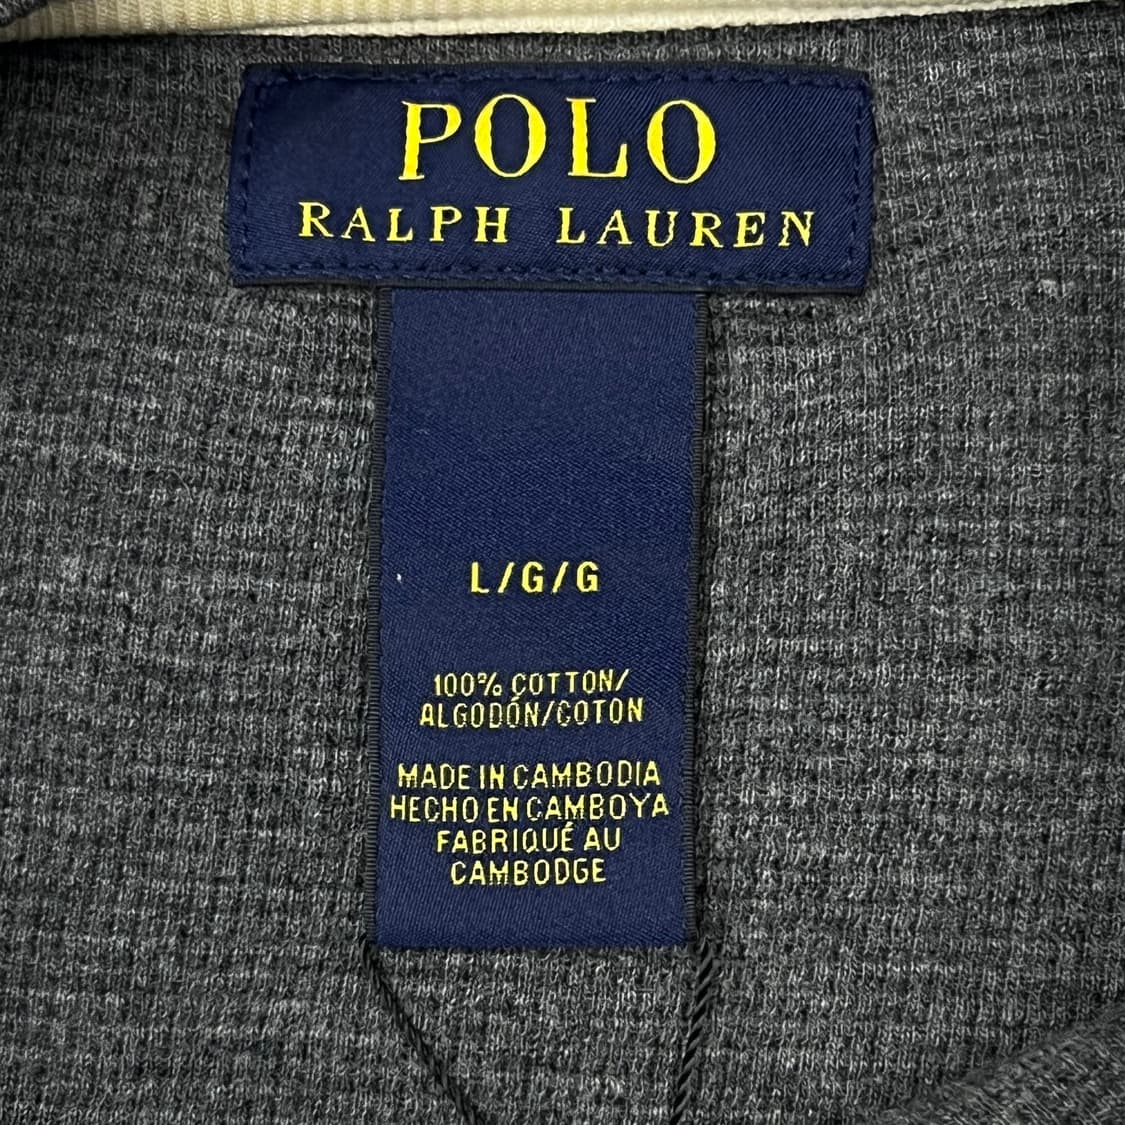 POLO
RALPH LAUREN
L/G/G
100% COTTON/
ALGODÓN/COTON
MADE IN CAMBODIA
HECHO EN CAMBOYA
FABRIQUÉ AU
CAMBODGE